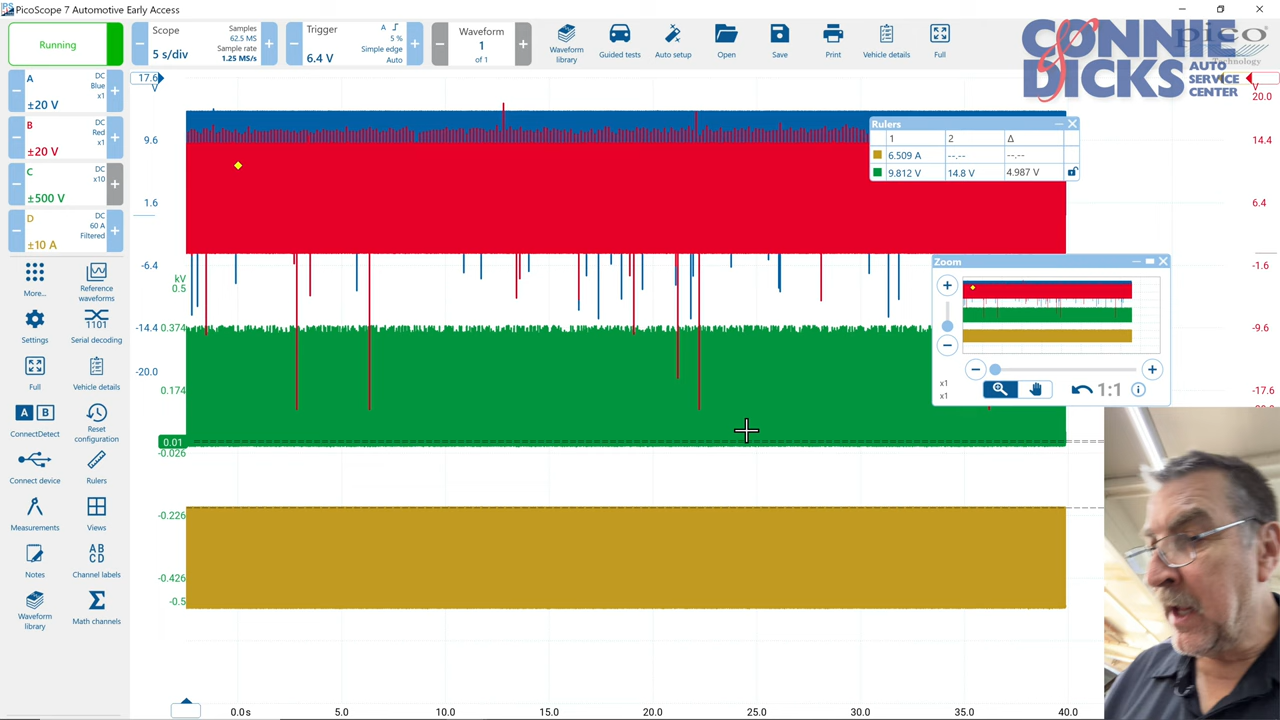 PicoScope 7 Automotive Early Access
Running
Scope
5 s/div
Samples
62.5 MS
Sample rate
1.25 MS/s
Trigger
6.4 V
A
5 %
Simple edge
Auto
Waveform
1
of 1
Waveform
library
Guided tests
Auto setup
Open
Save
Print
Vehicle details
Full
CONNIE
& DICKS
AUTO
SERVICE
CENTER
pico
Technology
A
DC
Blue
x1
±20 V
B
DC
Red
x1
±20 V
C
DC
x10
±500 V
D
DC
60 A
Filtered
±10 A
More...
Reference
waveforms
Settings
Serial decoding
Full
Vehicle details
ConnectDetect
Reset
configuration
Connect device
Rulers
Measurements
Views
Notes
Channel labels
Waveform
library
Math channels
17.6
V
9.6
1.6
-6.4
kV
0.5
-14.4 0.374
-20.0
0.174
0.01
-0.026
-0.226
-0.426
-0.5
V
20.0
14.4
6.4
-1.6
-9.6
-17.6
Rulers
1 2 Δ
6.509 A --.-- --.--
9.812 V 14.8 V 4.987 V
Zoom
x1
x1
1:1
0.0s 5.0 10.0 15.0 20.0 25.0 30.0 35.0 40.0